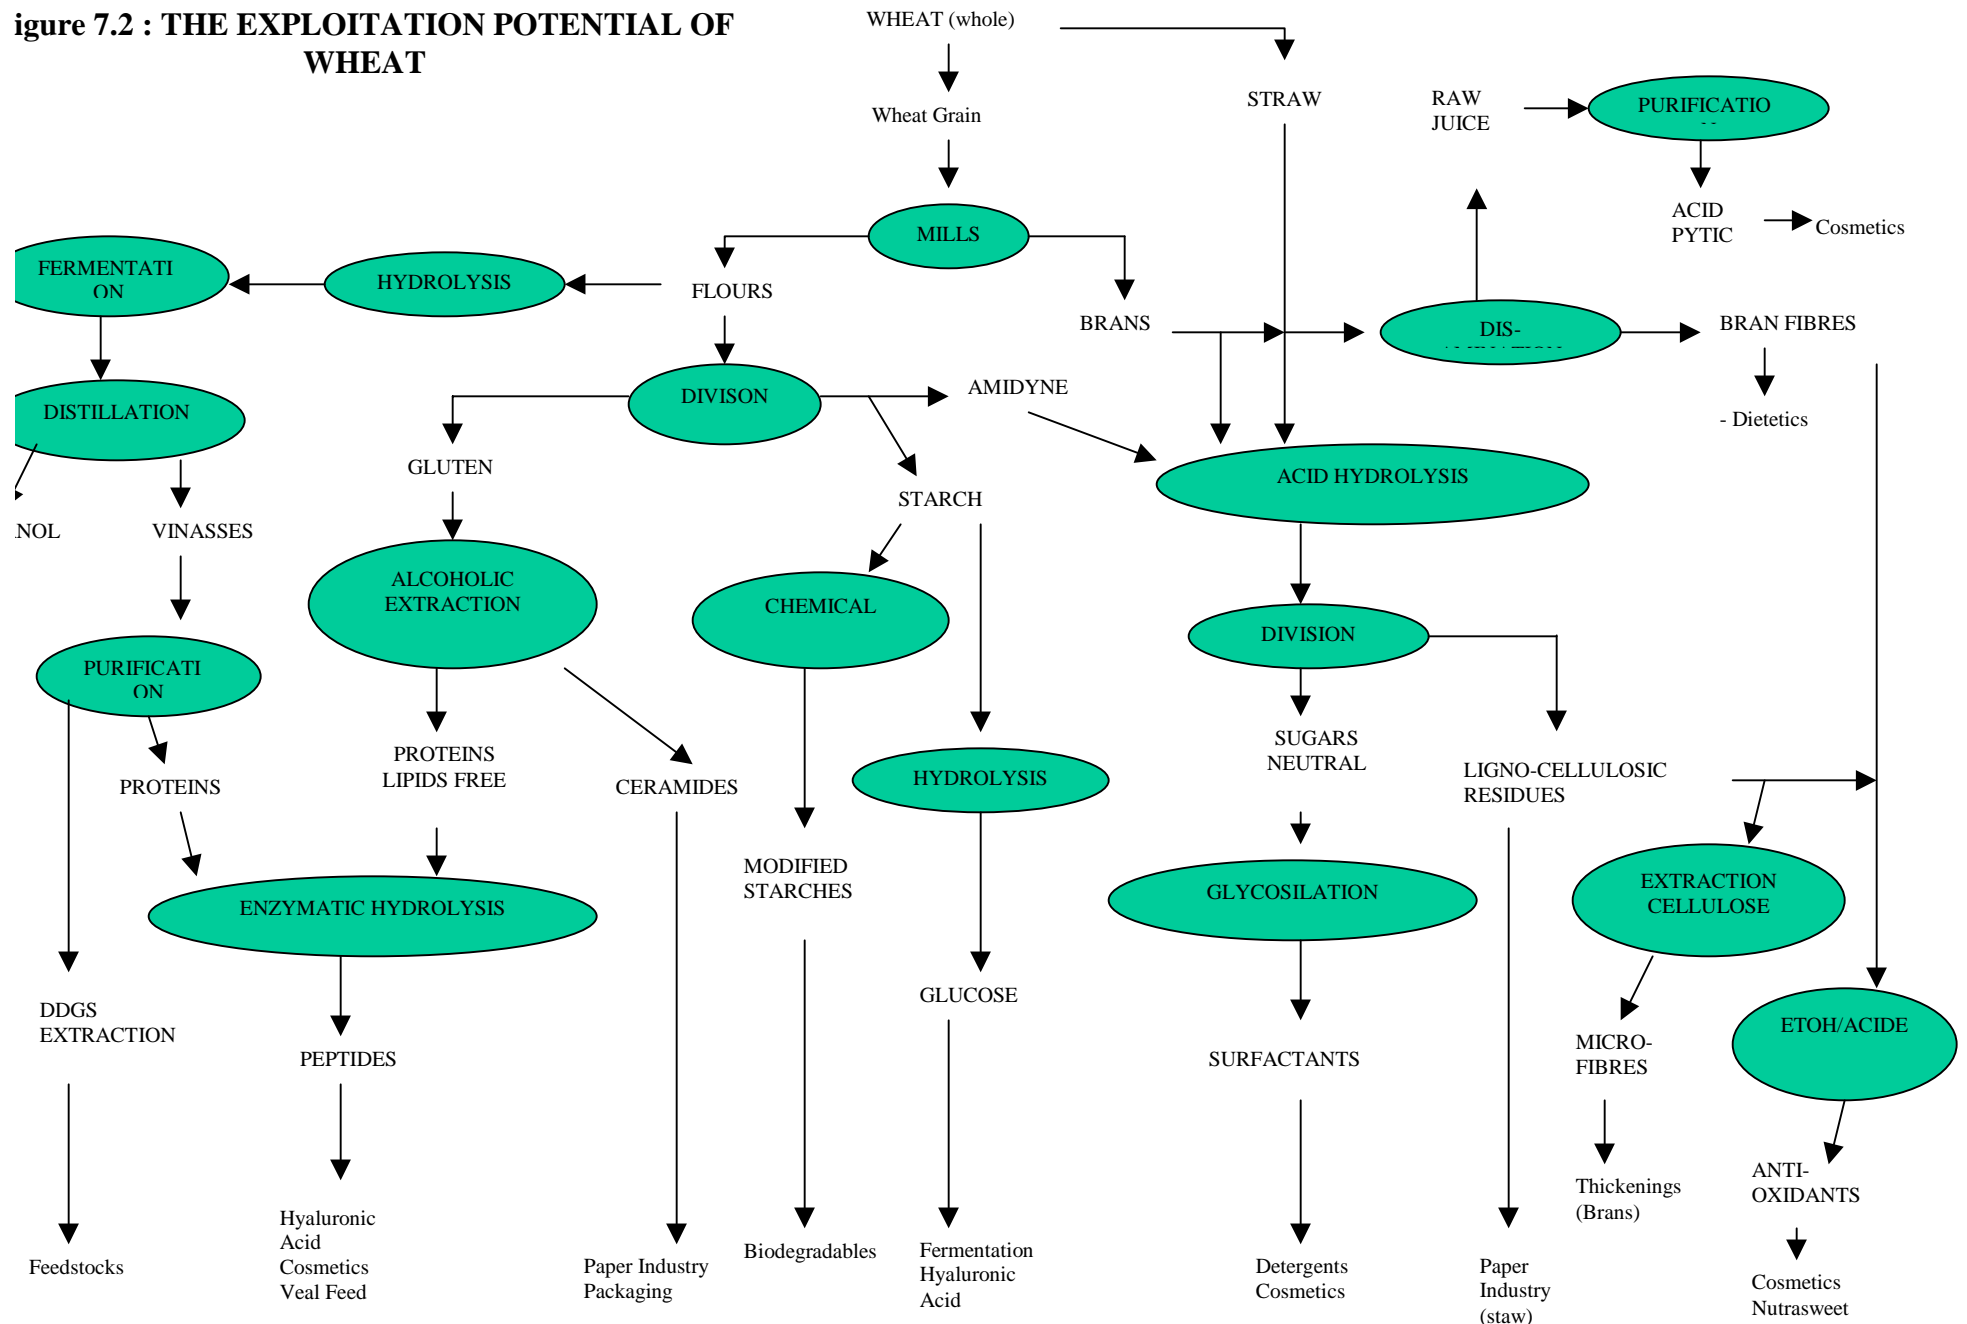 igure 7.2 : THE EXPLOITATION POTENTIAL OF
WHEAT
WHEAT (whole)
Wheat Grain
STRAW
RAW
JUICE
PURIFICATIO
ACID
PYTIC
Cosmetics
MILLS
FERMENTATI
ON
HYDROLYSIS
FLOURS
BRANS
DIS-
BRAN FIBRES
- Dietetics
DISTILLATION
DIVISON
AMIDYNE
GLUTEN
STARCH
ACID HYDROLYSIS
NOL
VINASSES
ALCOHOLIC
EXTRACTION
CHEMICAL
DIVISION
PURIFICATI
ON
PROTEINS
PROTEINS
LIPIDS FREE
CERAMIDES
HYDROLYSIS
SUGARS
NEUTRAL
LIGNO-CELLULOSIC
RESIDUES
MODIFIED
STARCHES
ENZYMATIC HYDROLYSIS
GLYCOSILATION
EXTRACTION
CELLULOSE
DDGS
EXTRACTION
PEPTIDES
GLUCOSE
SURFACTANTS
MICRO-
FIBRES
ETOH/ACIDE
Thickenings
(Brans)
ANTI-
OXIDANTS
Feedstocks
Hyaluronic
Acid
Cosmetics
Veal Feed
Paper Industry
Packaging
Biodegradables
Fermentation
Hyaluronic
Acid
Detergents
Cosmetics
Paper
Industry
(staw)
Cosmetics
Nutrasweet